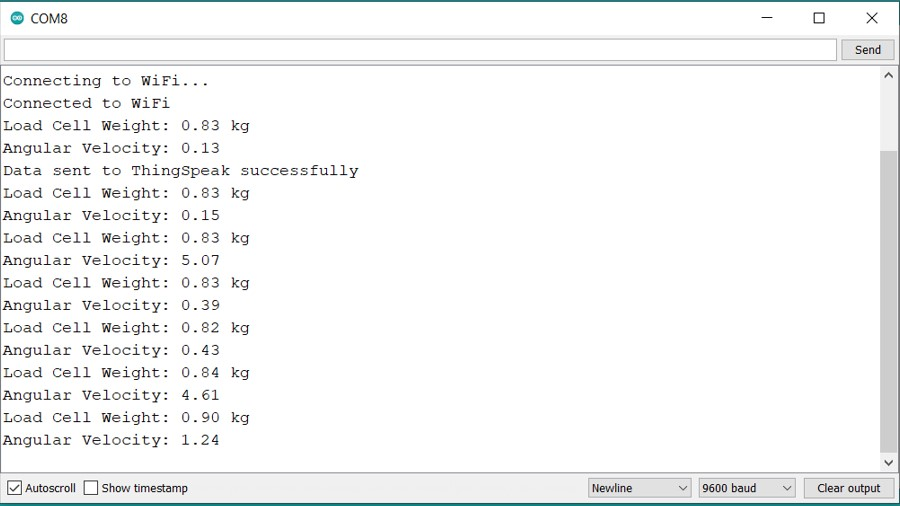 COM8
Send
Connecting to WiFi...
Connected to WiFi
Load Cell Weight: 0.83 kg
Angular Velocity: 0.13
Data sent to ThingSpeak successfully
Load Cell Weight: 0.83 kg
Angular Velocity: 0.15
Load Cell Weight: 0.83 kg
Angular Velocity: 5.07
Load Cell Weight: 0.83 kg
Angular Velocity: 0.39
Load Cell Weight: 0.82 kg
Angular Velocity: 0.43
Load Cell Weight: 0.84 kg
Angular Velocity: 4.61
Load Cell Weight: 0.90 kg
Angular Velocity: 1.24
Autoscroll Show timestamp Newline 9600 baud Clear output